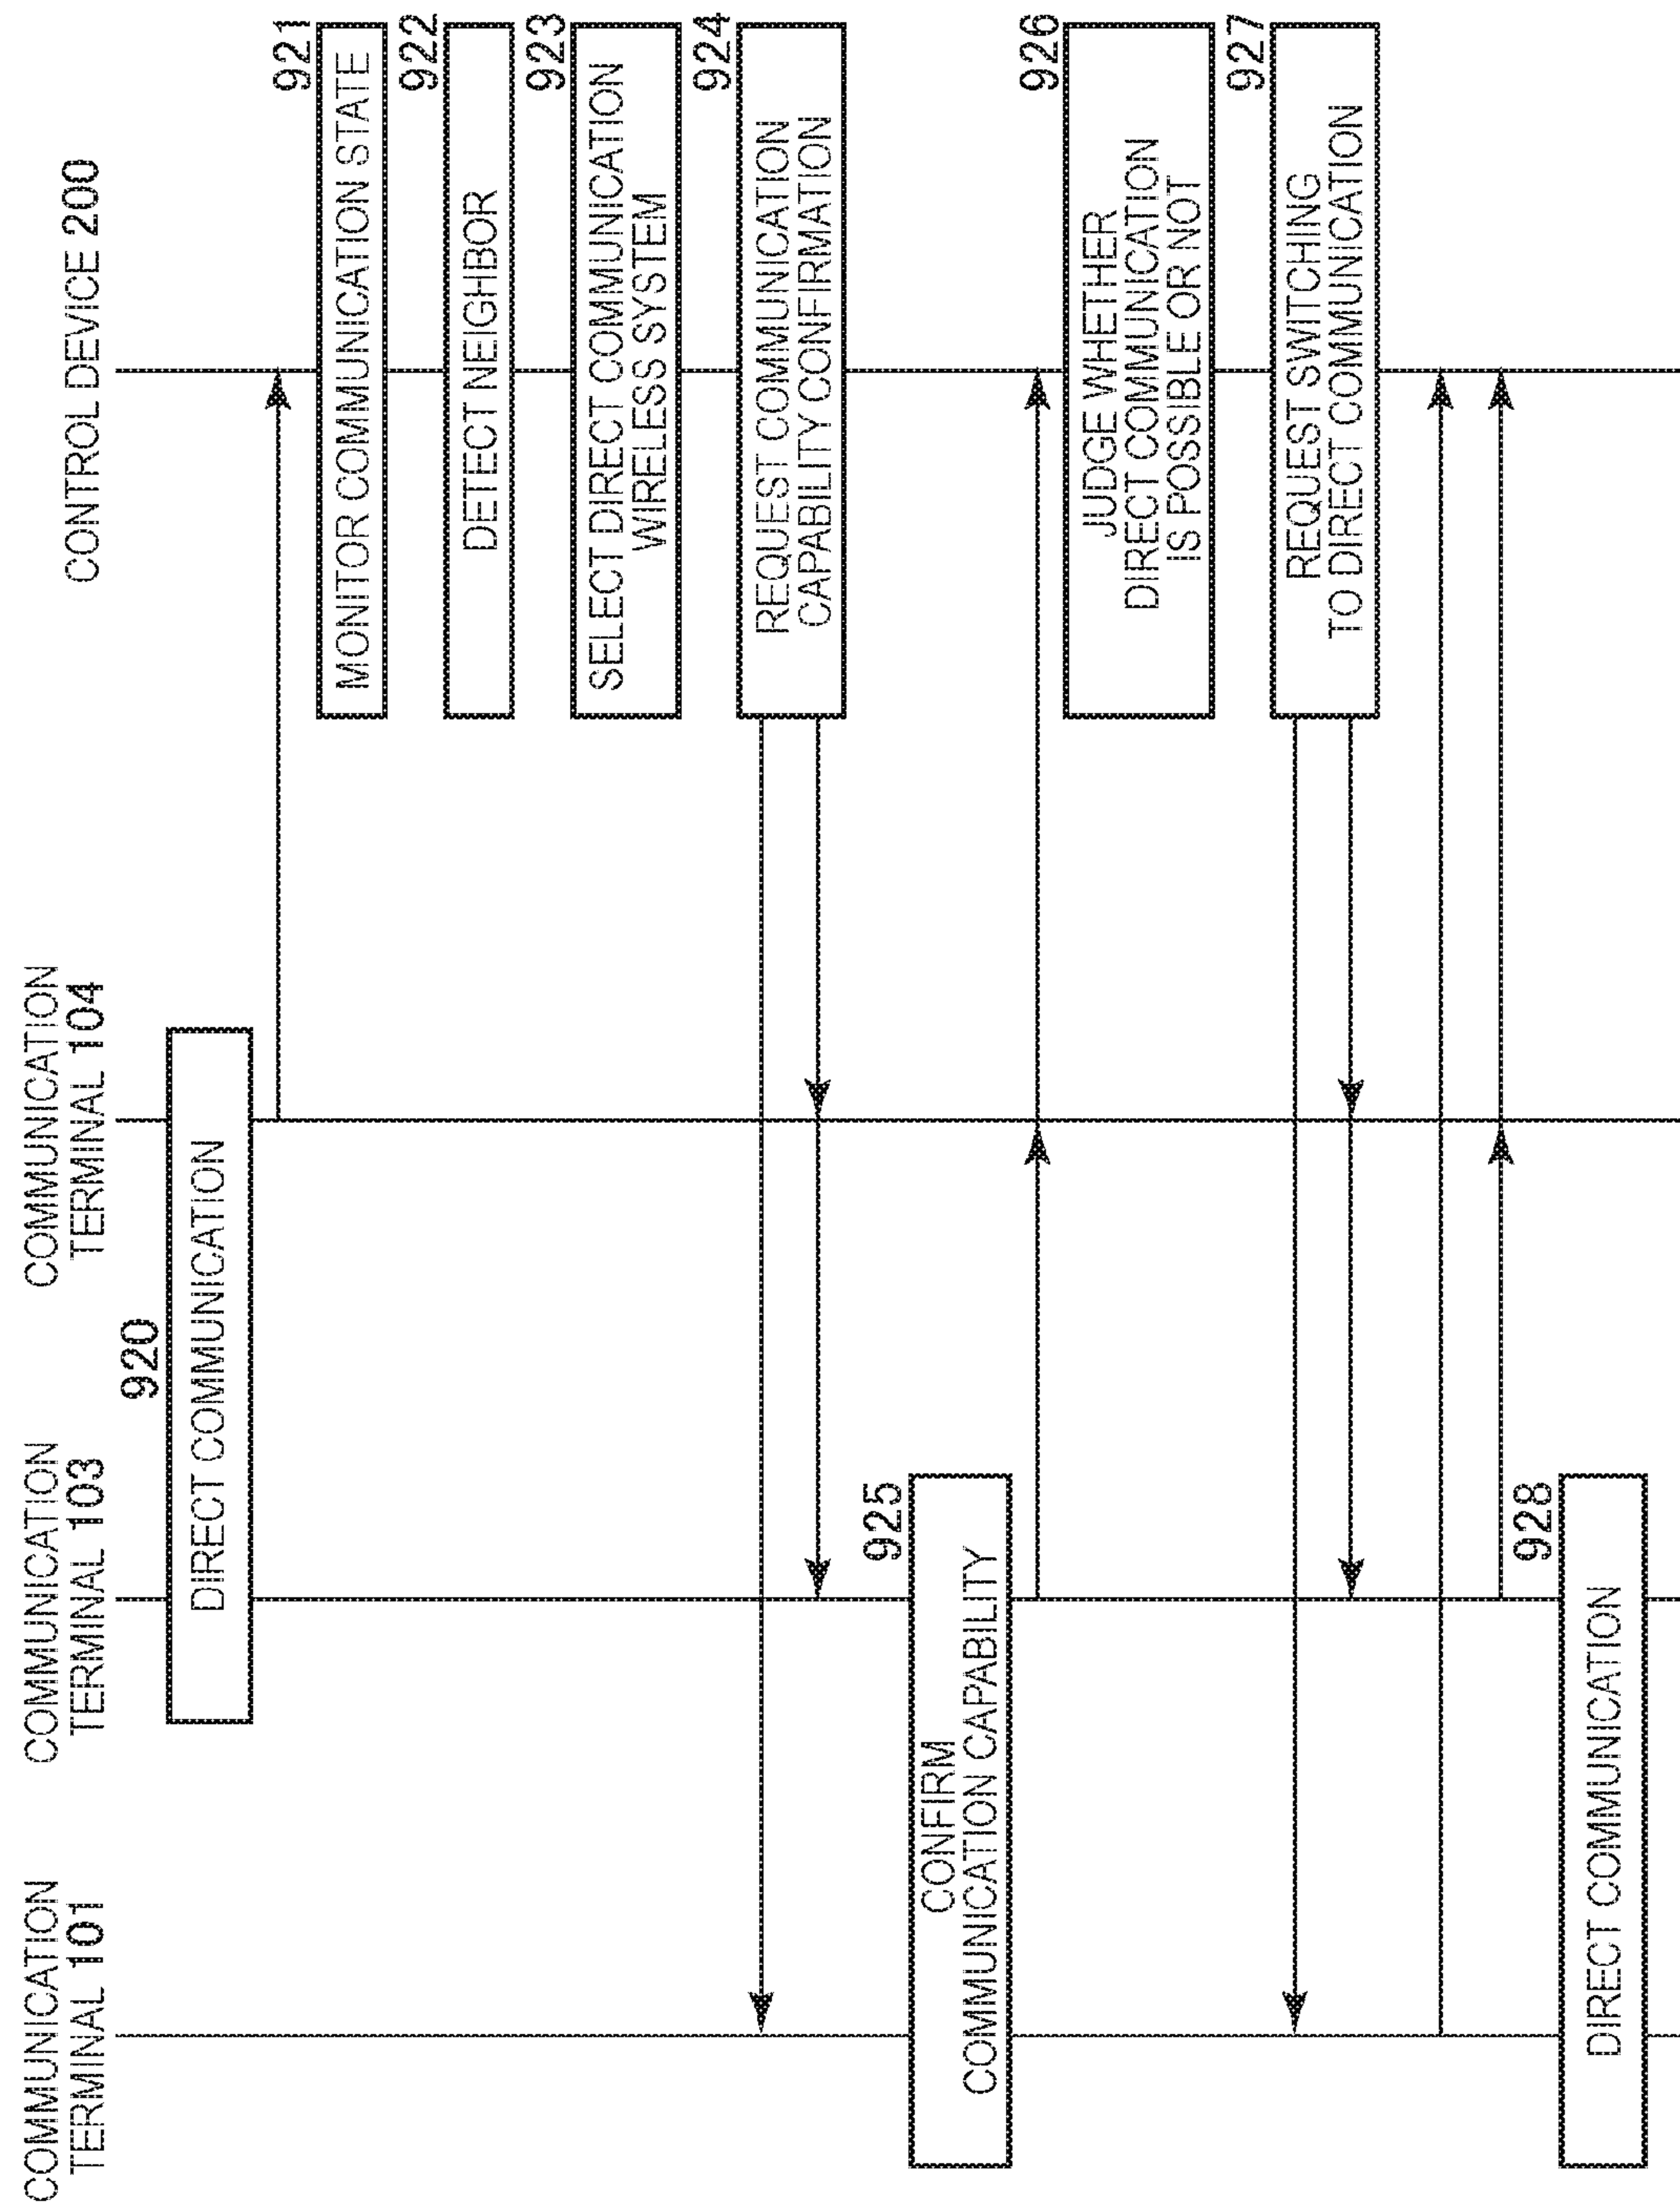 COMMUNICATION
TERMINAL 101
COMMUNICATION
TERMINAL 103
COMMUNICATION
TERMINAL 104
CONTROL DEVICE 200
920
DIRECT COMMUNICATION
921
MONITOR COMMUNICATION STATE
922
DETECT NEIGHBOR
923
SELECT DIRECT COMMUNICATION
WIRELESS SYSTEM
924
REQUEST COMMUNICATION
CAPABILITY CONFIRMATION
925
CONFIRM
COMMUNICATION CAPABILITY
926
JUDGE WHETHER
DIRECT COMMUNICATION
IS POSSIBLE OR NOT
927
REQUEST SWITCHING
TO DIRECT COMMUNICATION
928
DIRECT COMMUNICATION